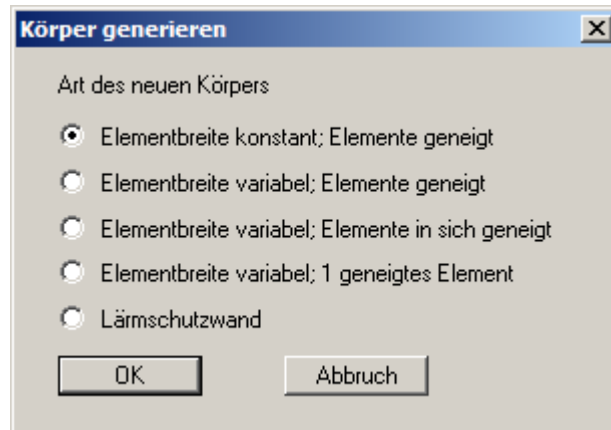 Körper generieren
Art des neuen Körpers
Elementbreite konstant; Elemente geneigt
Elementbreite variabel; Elemente geneigt
Elementbreite variabel; Elemente in sich geneigt
Elementbreite variabel; 1 geneigtes Element
Lärmschutzwand
OK Abbruch